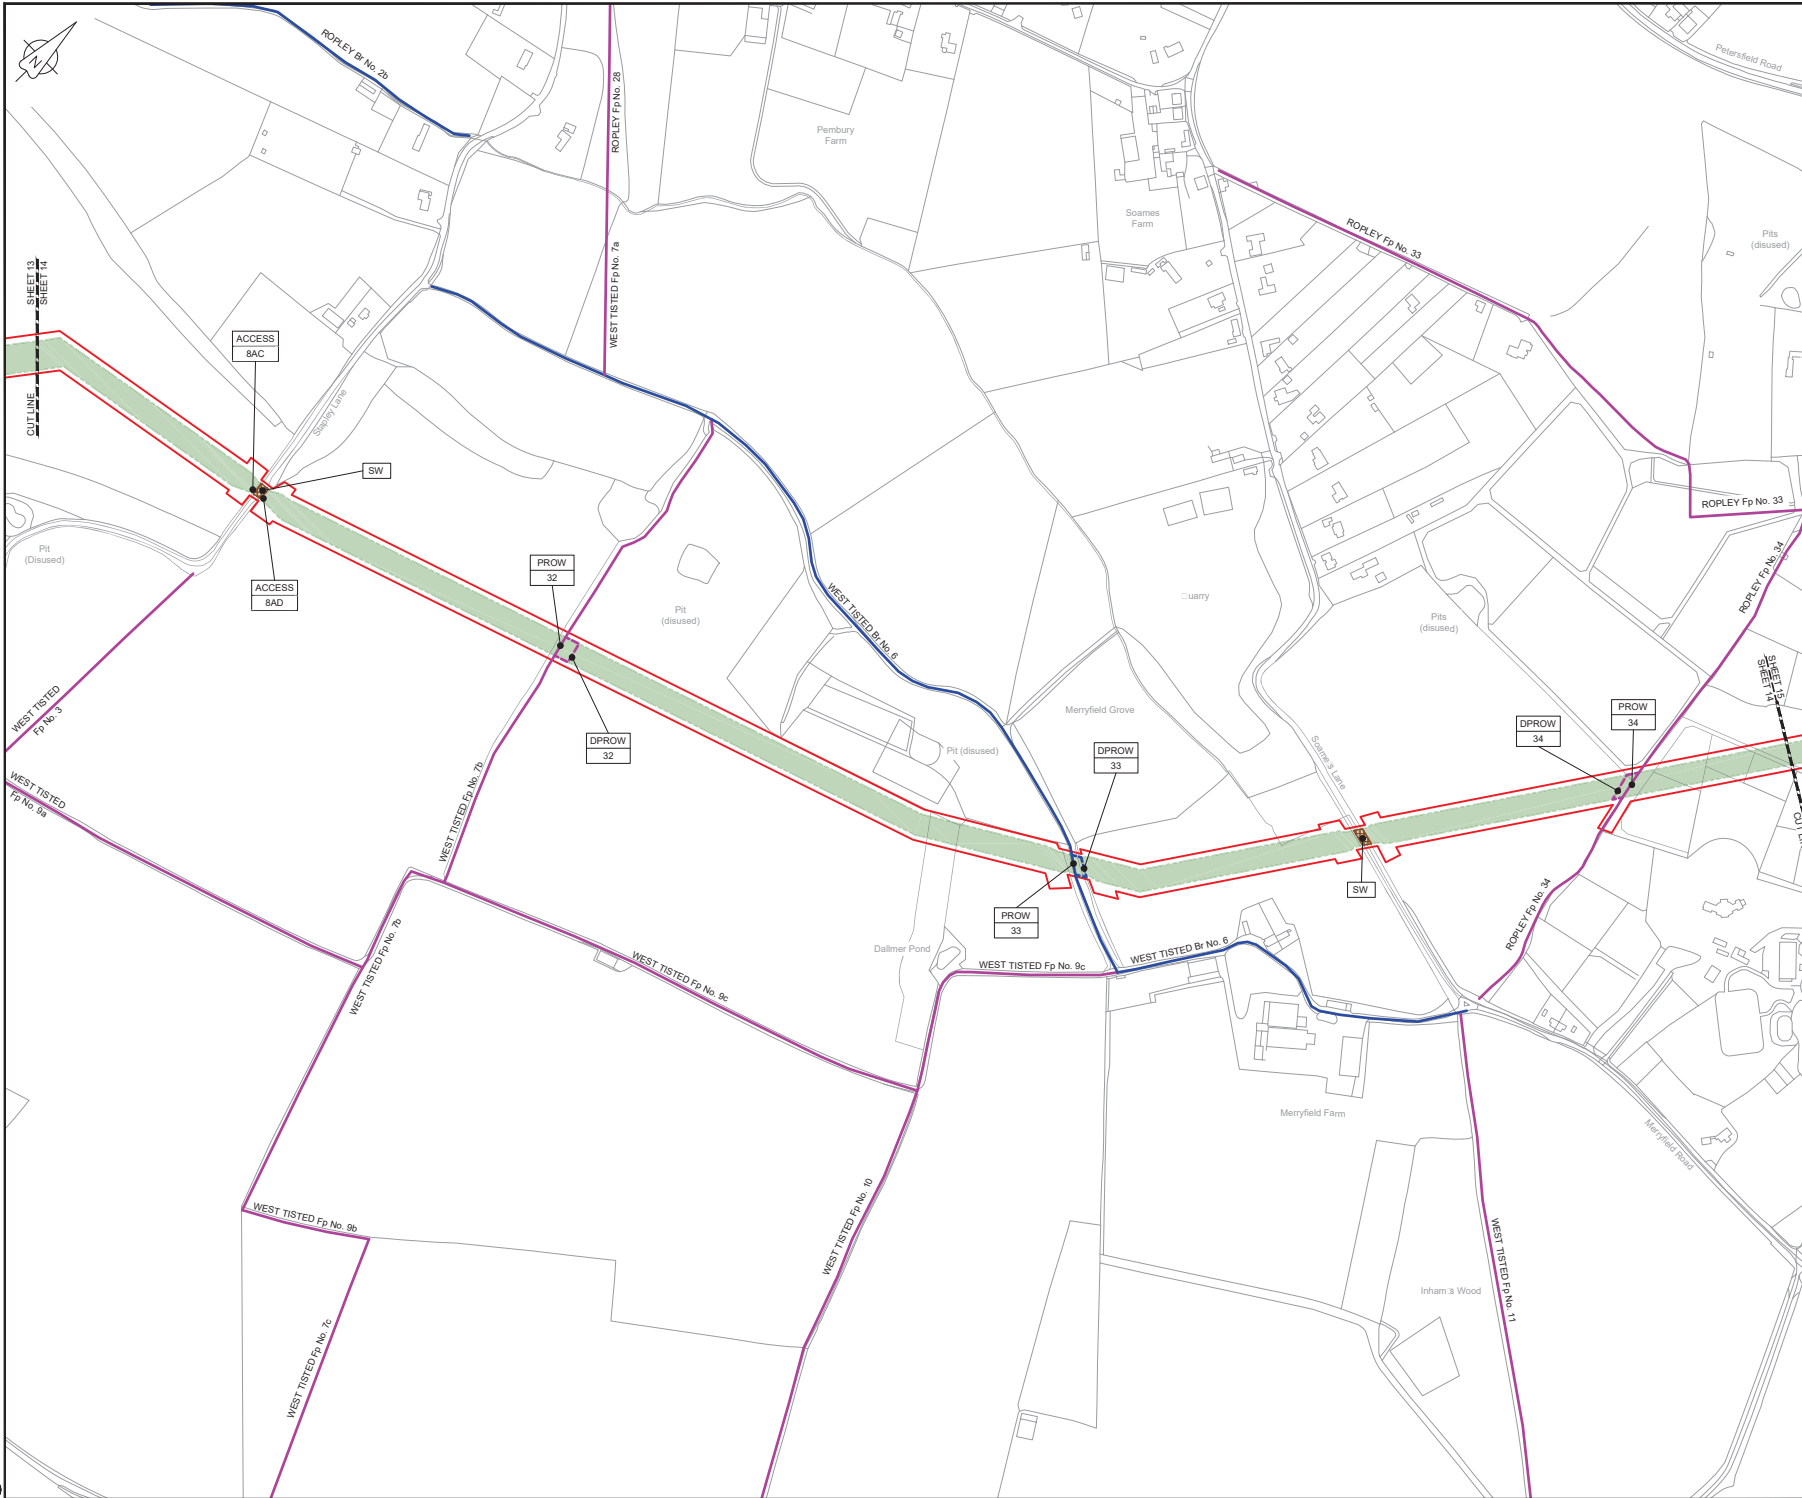 N
ROPLEY Br No. 2b
ROPLEY Fp No. 28
Petersfield Road
Pembury
Farm
Soames
Farm
ROPLEY Fp No. 33
Pits
(disused)
WEST TISTED Fp No. 7a
SHEET 13
SHEET 14
CUT LINE
ACCESS
8AC
Stapley Lane
SW
Pit
(Disused)
ACCESS
8AD
PROW
32
Pit
(disused)
WEST TISTED Br No. 6
Quarry
Pits
(disused)
ROPLEY Fp No. 33
ROPLEY Fp No. 34
WEST TISTED
Fp No. 3
DPROW
32
Merryfield Grove
Pit (disused)
DPROW
33
Soame's Lane
DPROW
34
PROW
34
SHEET 15
SHEET 14
WEST TISTED
Fp No. 9a
WEST TISTED Fp No. 7b
SW
PROW
33
ROPLEY Fp No. 34
Dallmer Pond
WEST TISTED Fp No. 7b
WEST TISTED Fp No. 9c
WEST TISTED Fp No. 9c
WEST TISTED Br No. 6
Merryfield Farm
Merryfield Road
WEST TISTED Fp No. 9b
WEST TISTED Fp No. 10
WEST TISTED Fp No. 11
Inham's Wood
WEST TISTED Fp No. 7c